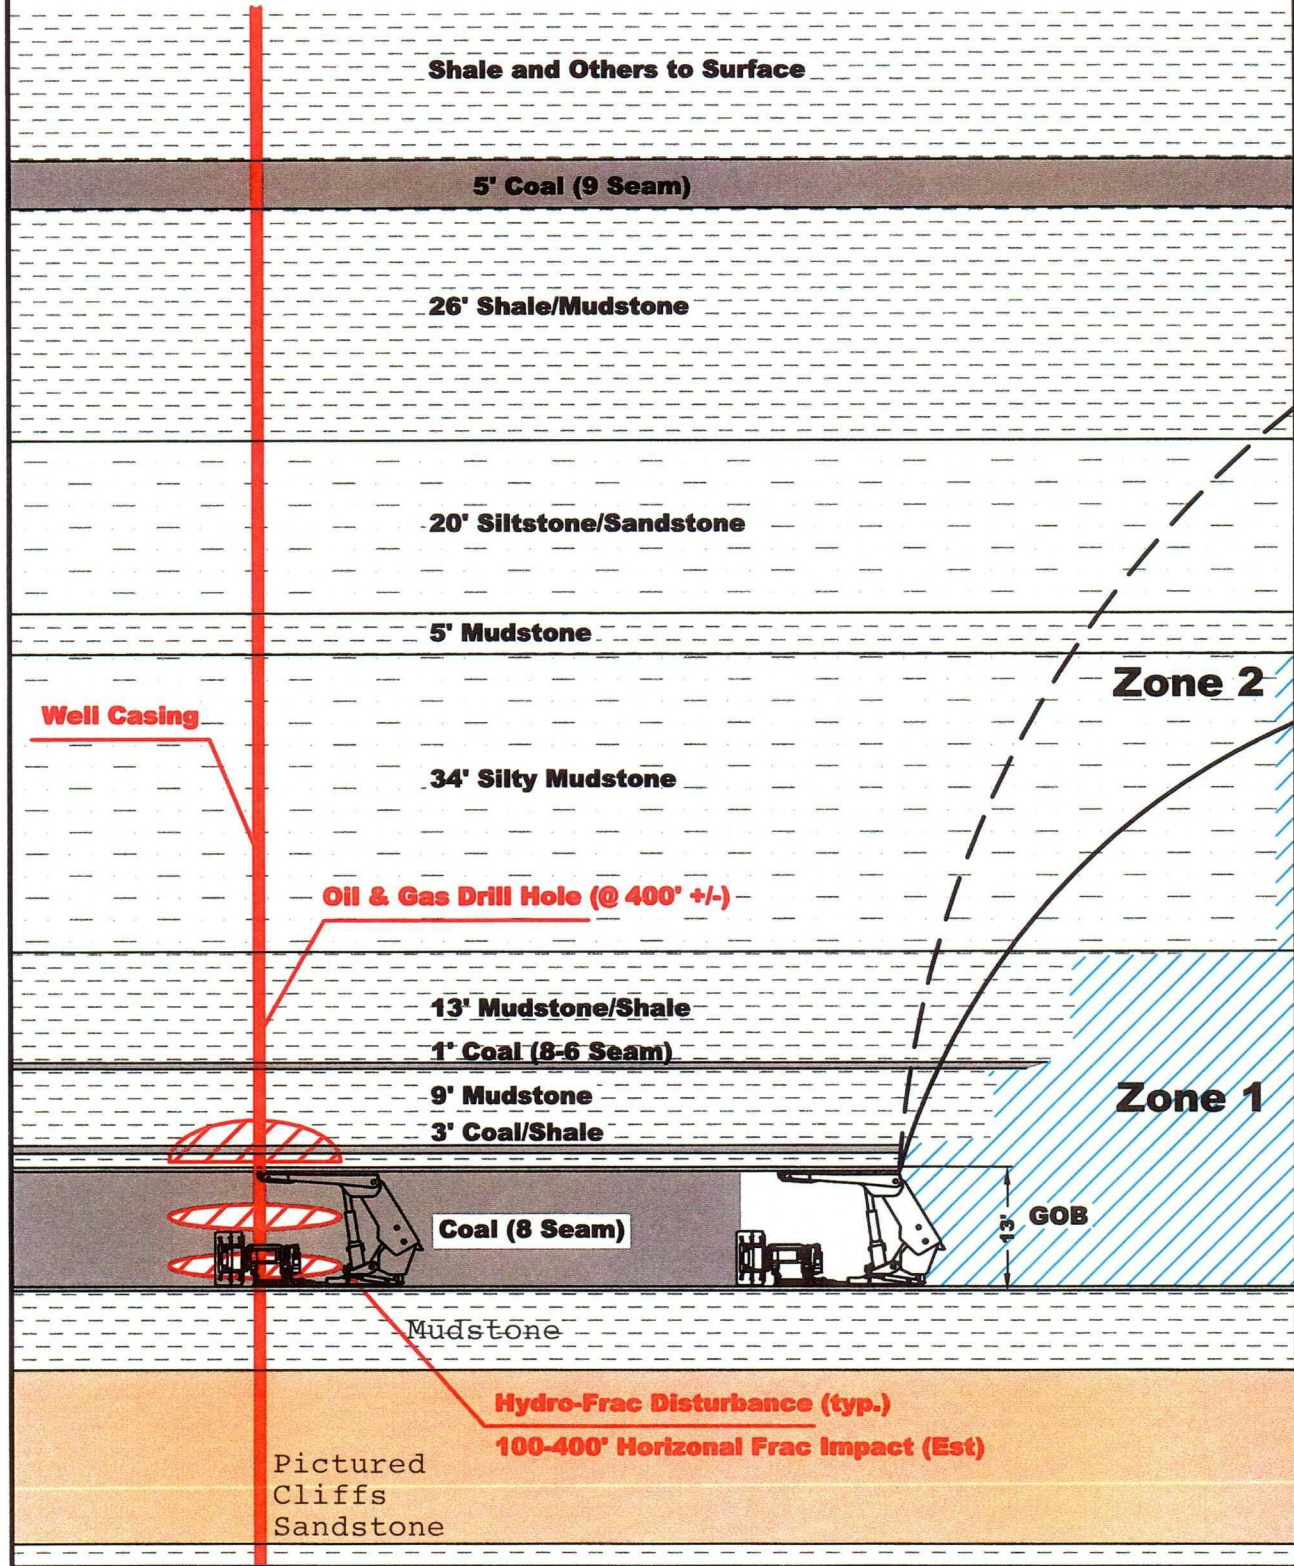 Shale and Others to Surface
5' Coal (9 Seam)
26' Shale/Mudstone
20' Siltstone/Sandstone
5' Mudstone
Zone 2
Well Casing
34' Silty Mudstone
Oil & Gas Drill Hole (@ 400' +/-)
13' Mudstone/Shale
1' Coal (8-6 Seam)
9' Mudstone
Zone 1
3' Coal/Shale
Coal (8 Seam)
13'
GOB
Mudstone
Hydro-Frac Disturbance (typ.)
100-400' Horizonal Frac Impact (Est)
Pictured
Cliffs
Sandstone